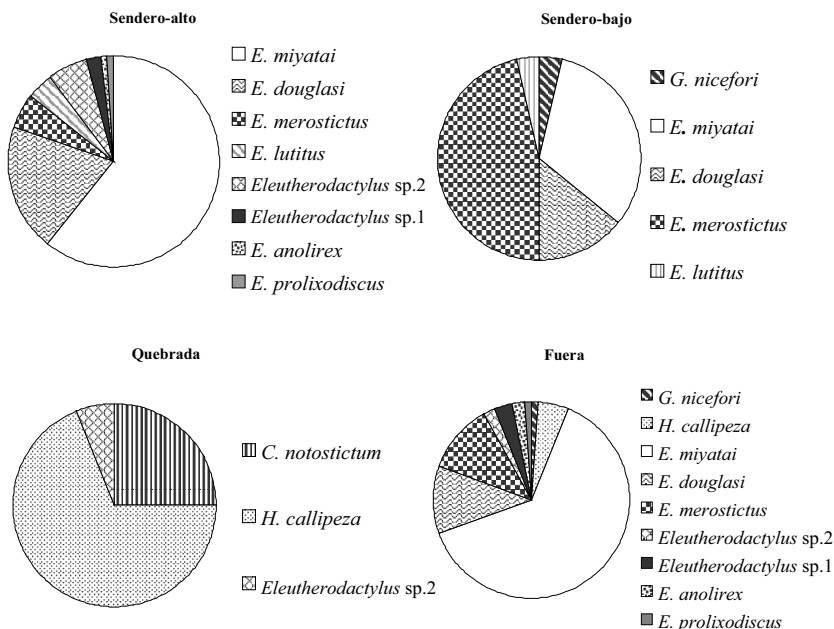 Sendero-alto
E. miyatai
E. douglasi
E. merostictus
E. lutitus
Eleutherodactylus sp.2
Eleutherodactylus sp.1
E. anolirex
E. prolixodiscus
Sendero-bajo
G. nicefori
E. miyatai
E. douglasi
E. merostictus
E. lutitus
Quebrada
C. notostictum
H. callipeza
Eleutherodactylus sp.2
Fuera
G. nicefori
H. callipeza
E. miyatai
E. douglasi
E. merostictus
Eleutherodactylus sp.2
Eleutherodactylus sp.1
E. anolirex
E. prolixodiscus